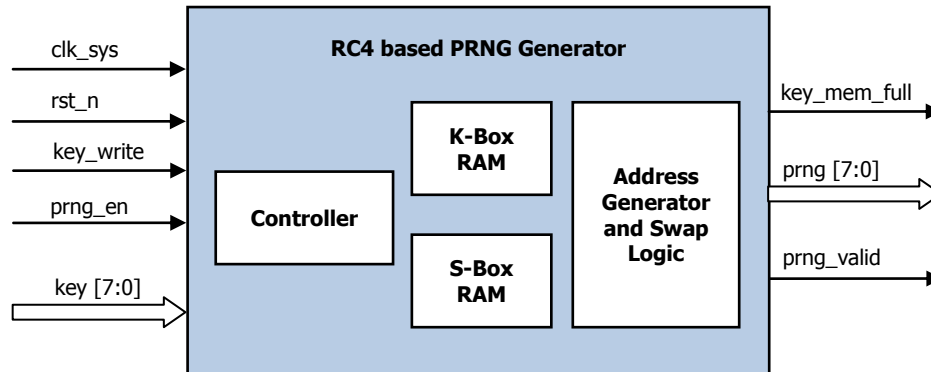 RC4 based PRNG Generator
clk_sys
rst_n
key_write
prng_en
key [7:0]
Controller
K-Box
RAM
S-Box
RAM
Address
Generator
and Swap
Logic
key_mem_full
prng [7:0]
prng_valid